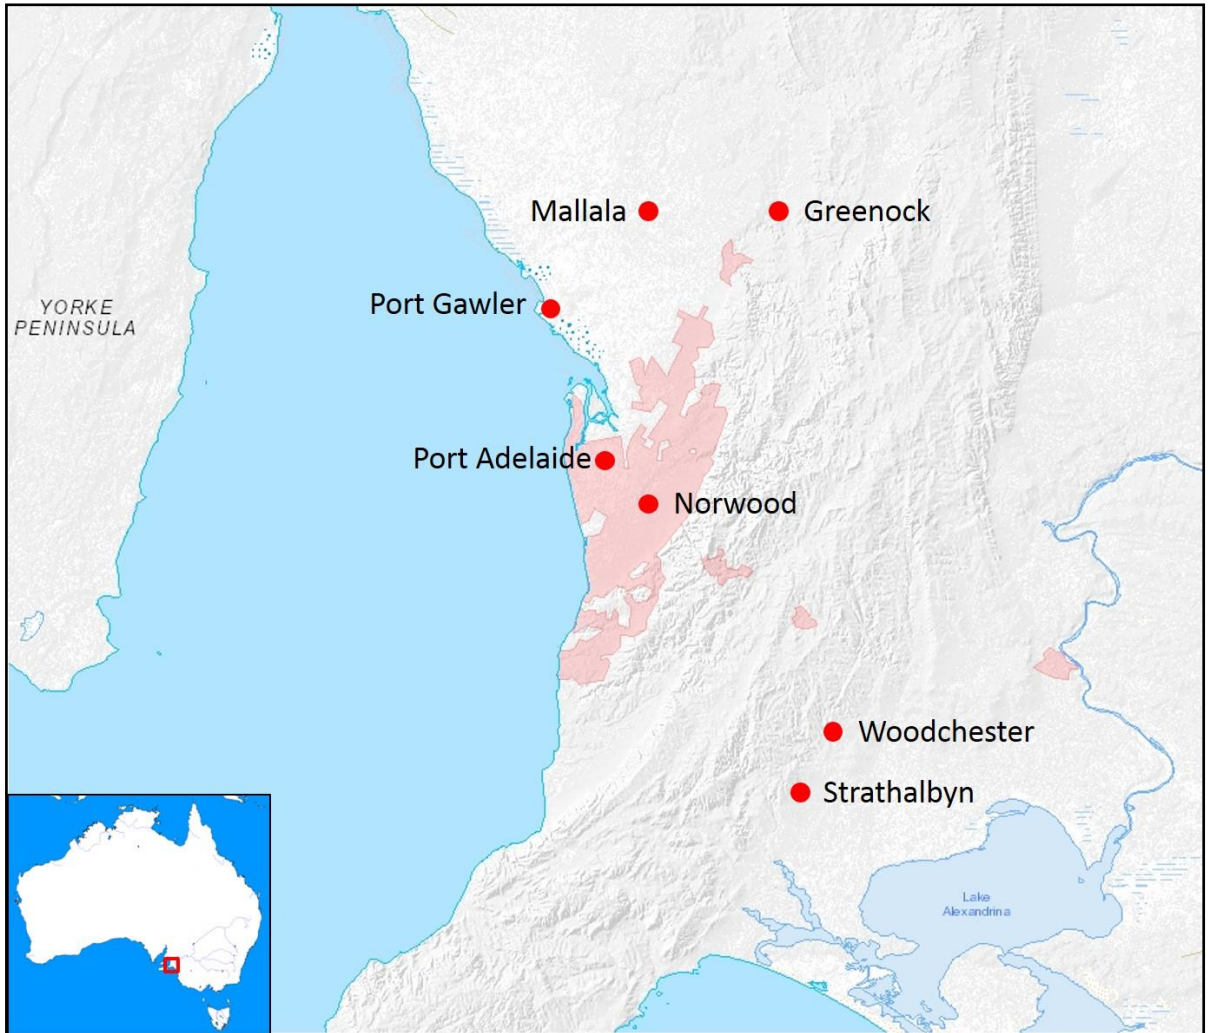 Mallala
Greenock
YORKE
PENINSULA
Port Gawler
Port Adelaide
Norwood
Woodchester
Strathalbyn
Lake
Alexandrina